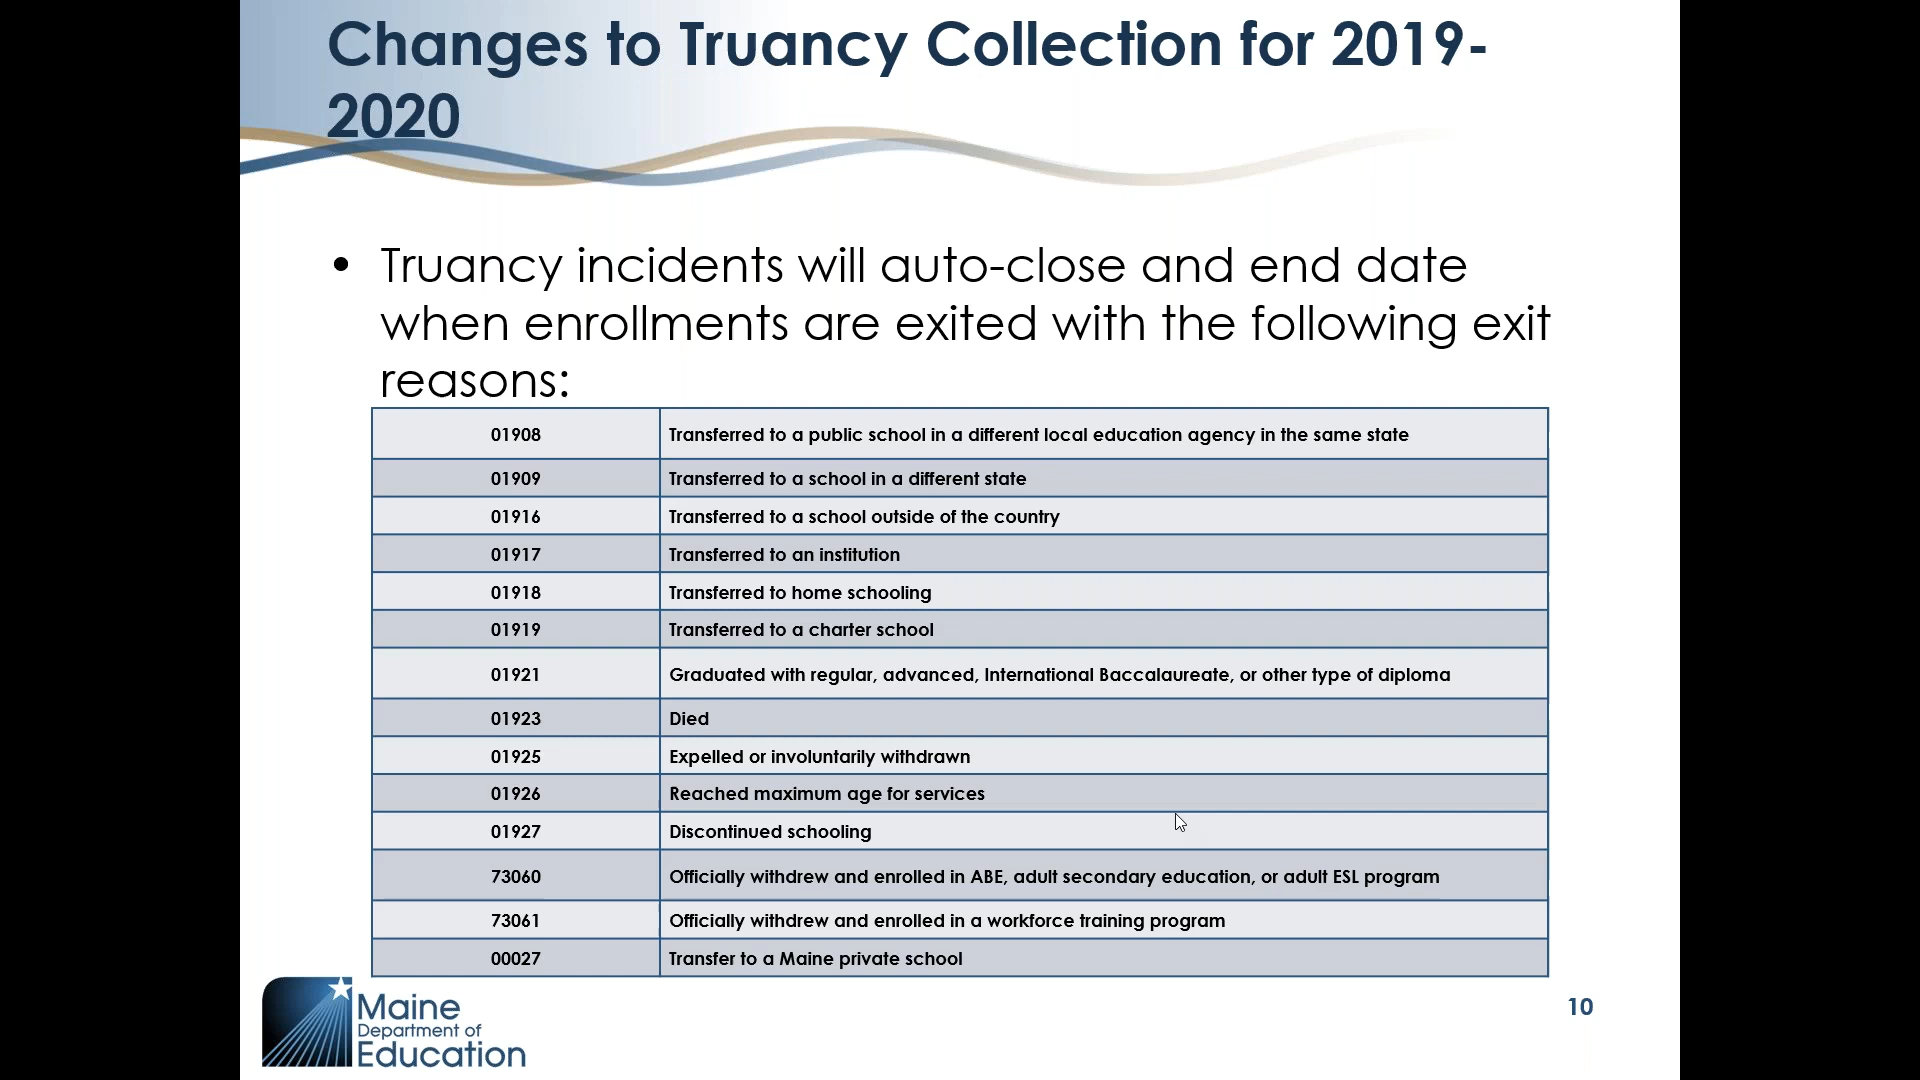 Changes to Truancy Collection for 2019-
2020
• Truancy incidents will auto-close and end date
when enrollments are exited with the following exit
reasons:
01908 Transferred to a public school in a different local education agency in the same state
01909 Transferred to a school in a different state
01916 Transferred to a school outside of the country
01917 Transferred to an institution
01918 Transferred to home schooling
01919 Transferred to a charter school
01921 Graduated with regular, advanced, International Baccalaureate, or other type of diploma
01923 Died
01925 Expelled or involuntarily withdrawn
01926 Reached maximum age for services
01927 Discontinued schooling
73060 Officially withdrew and enrolled in ABE, adult secondary education, or adult ESL program
73061 Officially withdrew and enrolled in a workforce training program
00027 Transfer to a Maine private school
Maine
Department of
Education
10